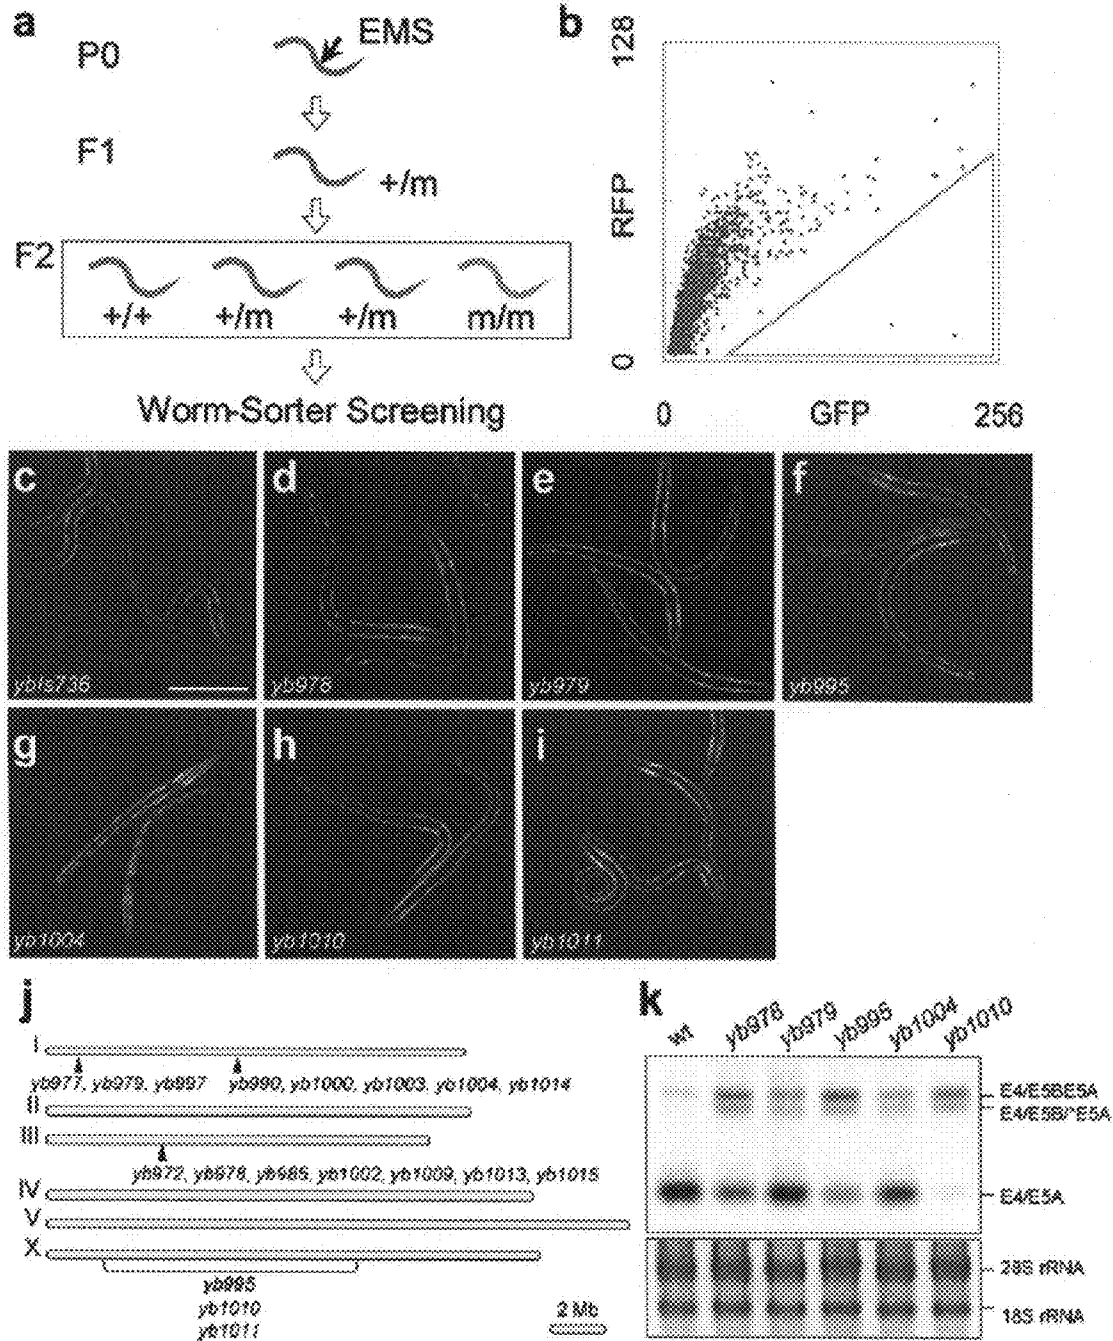 a
EMS
P0
F1
+/m
F2
+/+ +/m +/m m/m
Worm-Sorter Screening
b
128
RFP
0
0 GFP 256
c
ybIs736
d
yb978
e
yb979
f
yb995
g
yb1004
h
yb1010
i
yb1011
j
I
yb977, yb979, yb997 yb990, yb1000, yb1003, yb1004, yb1014
II
III
yb972, yb978, yb985, yb1002, yb1009, yb1013, yb1015
IV
V
X
yb995
yb1010
yb1011
2 Mb
k
wt yb978 yb979 yb995 yb1004 yb1010
E4/E5BE5A
E4/E5B/*E5A
E4/E5A
28S rRNA
18S rRNA